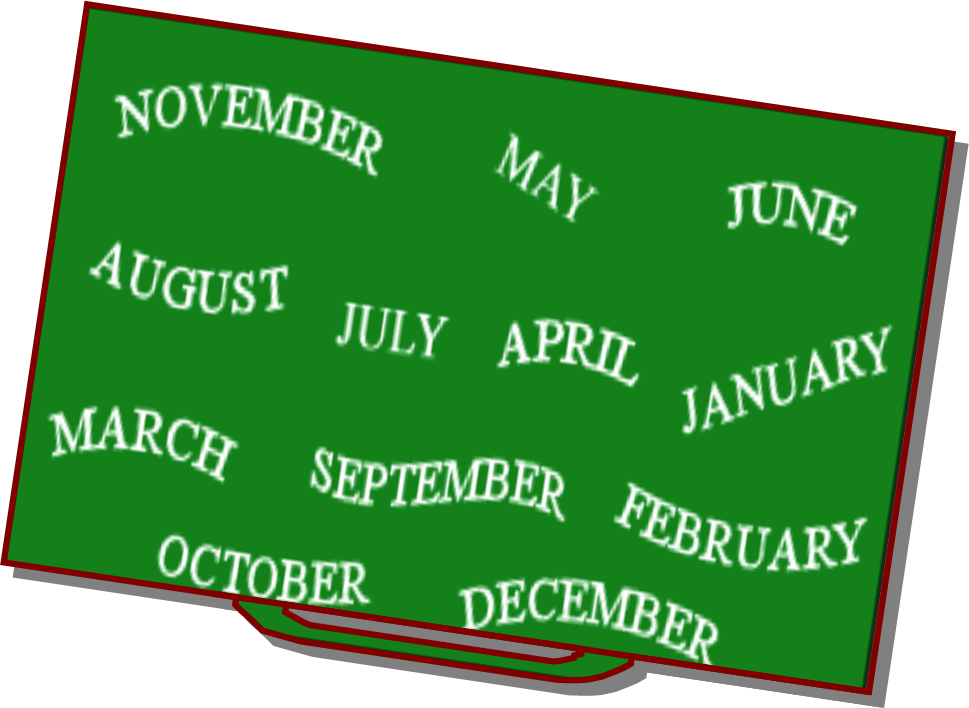 NOVEMBER MAY JUNE
AUGUST JULY APRIL JANUARY
MARCH SEPTEMBER FEBRUARY
OCTOBER DECEMBER